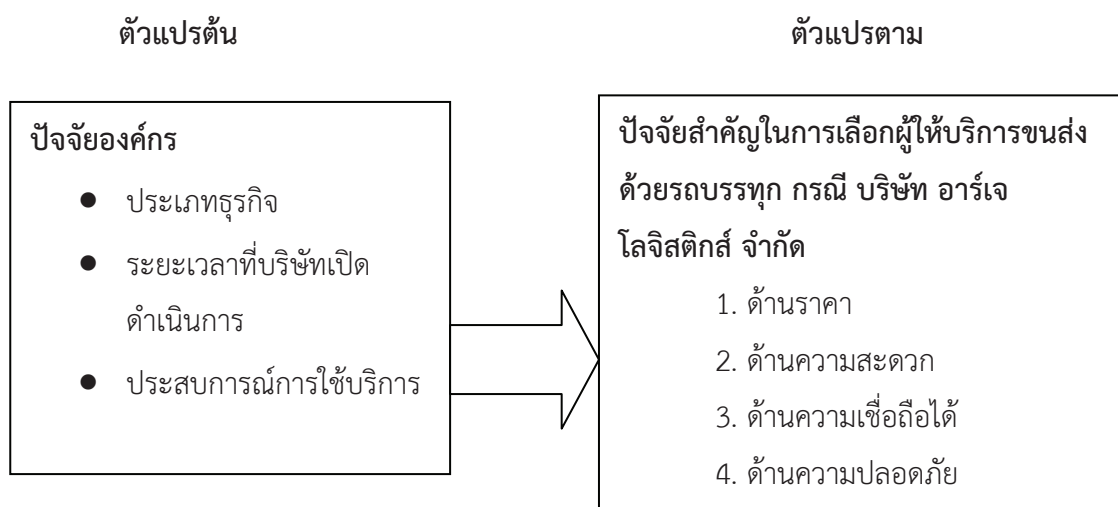 ตัวแปรต้น
ตัวแปรตาม
ปัจจัยองค์กร
● ประเภทธุรกิจ
● ระยะเวลาที่บริษัทเปิด
ดำเนินการ
● ประสบการณ์การใช้บริการ
ปัจจัยสำคัญในการเลือกผู้ให้บริการขนส่ง
ด้วยรถบรรทุก กรณี บริษัท อาร์เจ
โลจิสติกส์ จำกัด
1. ด้านราคา
2. ด้านความสะดวก
3. ด้านความเชื่อถือได้
4. ด้านความปลอดภัย